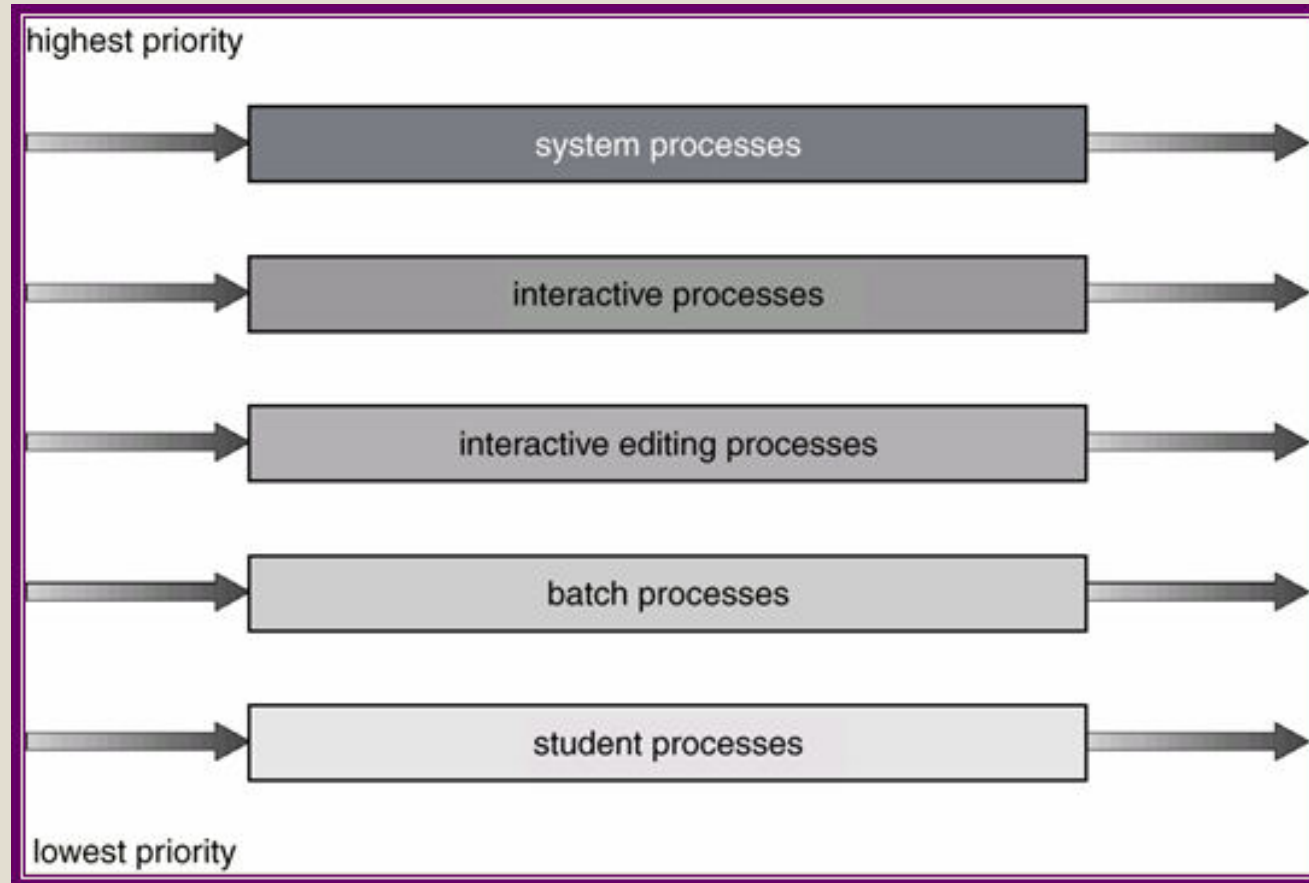 highest priority
system processes
interactive processes
interactive editing processes
batch processes
student processes
lowest priority